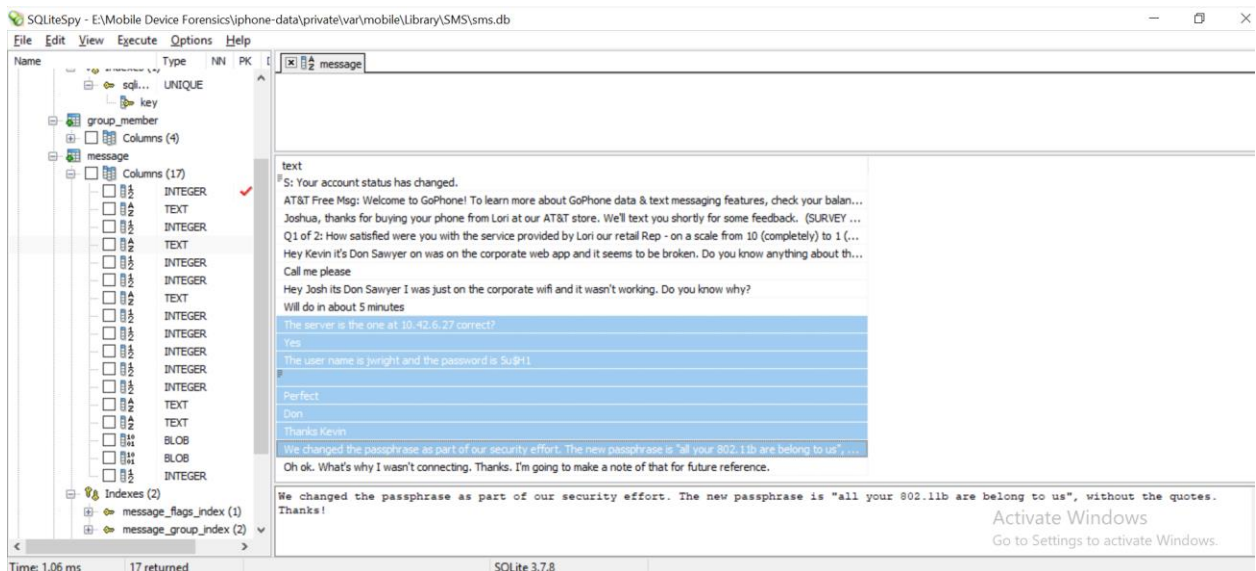 SQLiteSpy - E:\Mobile Device Forensics\iphone-data\private\var\mobile\Library\SMS\sms.db
File Edit View Execute Options Help
Name Type NN PK
message
sqli... UNIQUE
key
group_member
Columns (4)
message
Columns (17)
INTEGER
TEXT
INTEGER
TEXT
INTEGER
INTEGER
TEXT
INTEGER
INTEGER
INTEGER
INTEGER
INTEGER
TEXT
TEXT
BLOB
BLOB
INTEGER
Indexes (2)
message_flags_index (1)
message_group_index (2)
text
S: Your account status has changed.
AT&T Free Msg: Welcome to GoPhone! To learn more about GoPhone data & text messaging features, check your balan...
Joshua, thanks for buying your phone from Lori at our AT&T store. We'll text you shortly for some feedback. (SURVEY ...
Q1 of 2: How satisfied were you with the service provided by Lori our retail Rep - on a scale from 10 (completely) to 1 (...
Hey Kevin it's Don Sawyer on was on the corporate web app and it seems to be broken. Do you know anything about th...
Call me please
Hey Josh its Don Sawyer I was just on the corporate wifi and it wasn't working. Do you know why?
Will do in about 5 minutes
The server is the one at 10.42.6.27 correct?
Yes
The user name is jwright and the password is 5u$H1
Perfect
Don
Thanks Kevin
We changed the passphrase as part of our security effort. The new passphrase is "all your 802.11b are belong to us", ...
Oh ok. What's why I wasn't connecting. Thanks. I'm going to make a note of that for future reference.
We changed the passphrase as part of our security effort. The new passphrase is "all your 802.11b are belong to us", without the quotes.
Thanks!
Activate Windows
Go to Settings to activate Windows.
Time: 1.06 ms 17 returned SQLite 3.7.8